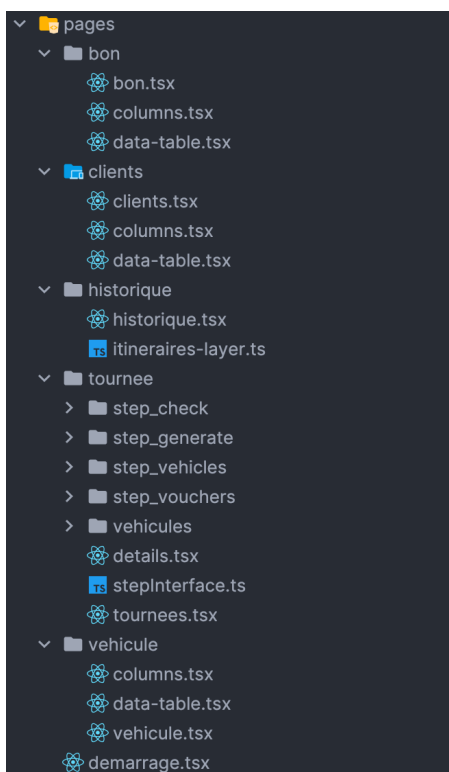 pages
bon
bon.tsx
columns.tsx
data-table.tsx
clients
clients.tsx
columns.tsx
data-table.tsx
historique
historique.tsx
TS itineraires-layer.ts
tournee
step_check
step_generate
step_vehicles
step_vouchers
vehicules
details.tsx
TS stepInterface.ts
tournees.tsx
vehicule
columns.tsx
data-table.tsx
vehicule.tsx
demarrage.tsx